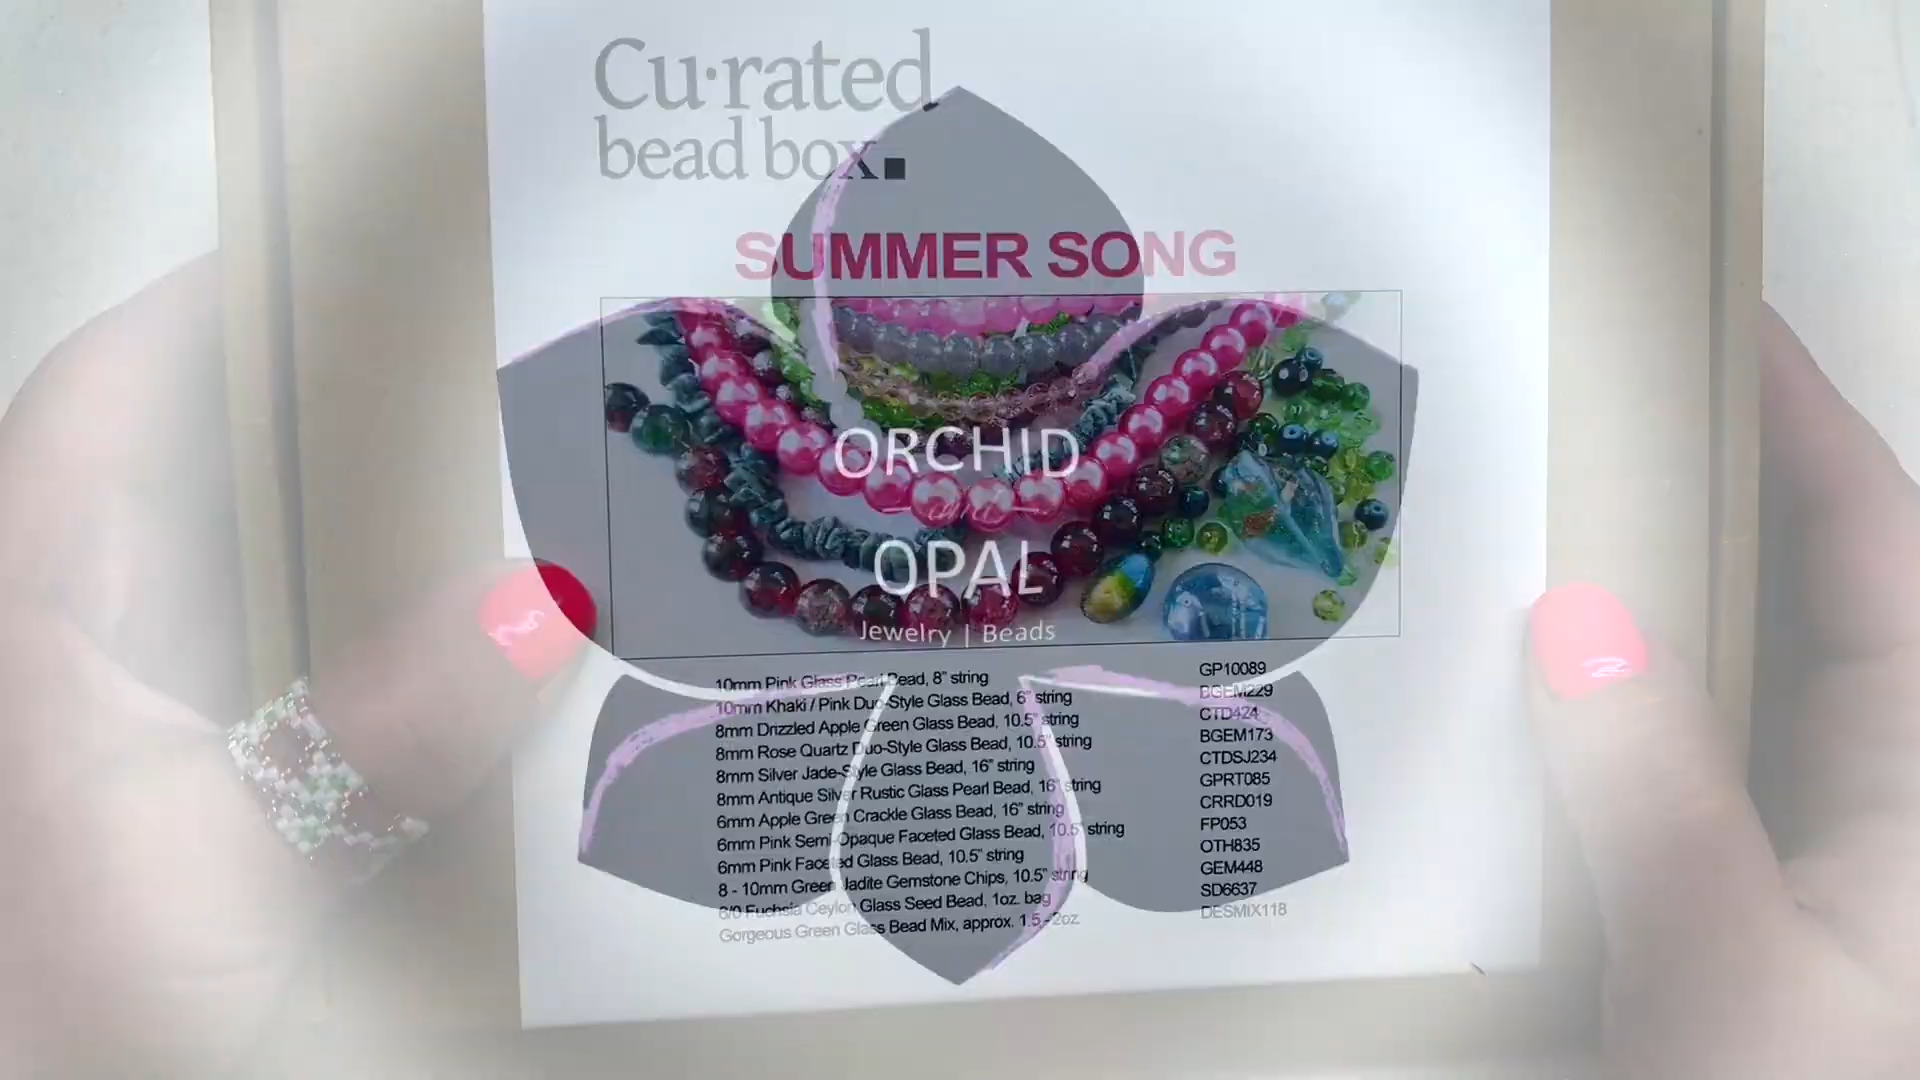 Cu·rated
bead box
SUMMER SONG
ORCHID
and
OPAL
Jewelry | Beads
10mm Pink Glass Pearl Bead, 8" string GP10089
10mm Khaki / Pink Duo-Style Glass Bead, 6" string BGEM229
8mm Drizzled Apple Green Glass Bead, 10.5" string CTD424
8mm Rose Quartz Duo-Style Glass Bead, 10.5" string BGEM173
8mm Silver Jade-Style Glass Bead, 16" string CTDSJ234
8mm Antique Silver Rustic Glass Pearl Bead, 16" string GPRT085
6mm Apple Green Crackle Glass Bead, 16" string CRRD019
6mm Pink Semi-Opaque Faceted Glass Bead, 10.5" string FP053
6mm Pink Faceted Glass Bead, 10.5" string OTH835
8 - 10mm Green Jadite Gemstone Chips, 10.5" string GEM448
6/0 Fuchsia Ceylon Glass Seed Bead, 1oz. bag SD6637
Gorgeous Green Glass Bead Mix, approx. 1.5 - 2oz. DESMIX118